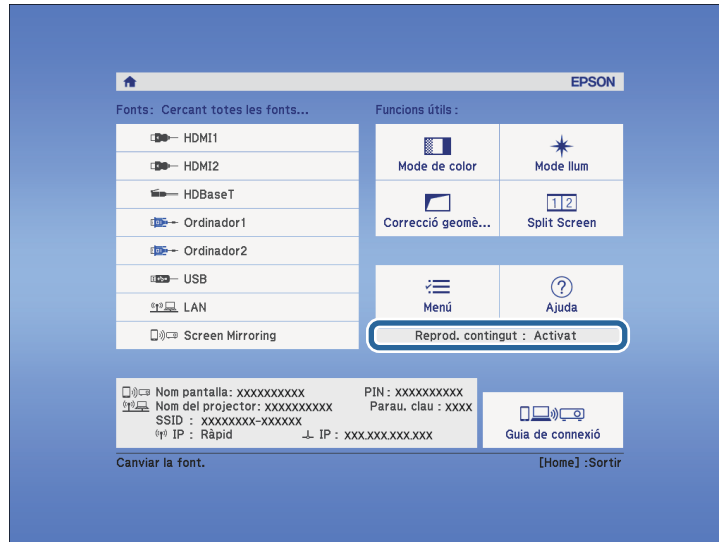 EPSON
Fonts: Cercant totes les fonts...
HDMI1
HDMI2
HDBaseT
Ordinador1
Ordinador2
USB
LAN
Screen Mirroring
Funcions útils :
Mode de color
Mode llum
Correcció geomè...
1 2
Split Screen
Menú
?
Ajuda
Reprod. contingut : Activat
Nom pantalla: xxxxxxxxxx PIN : xxxxxxxxxx
Nom del projector: xxxxxxxxxx Parau. clau : xxxx
SSID : xxxxxxxx-xxxxxx
IP : Ràpid IP : xxx.xxx.xxx.xxx
Guia de connexió
Canviar la font. [Home] :Sortir